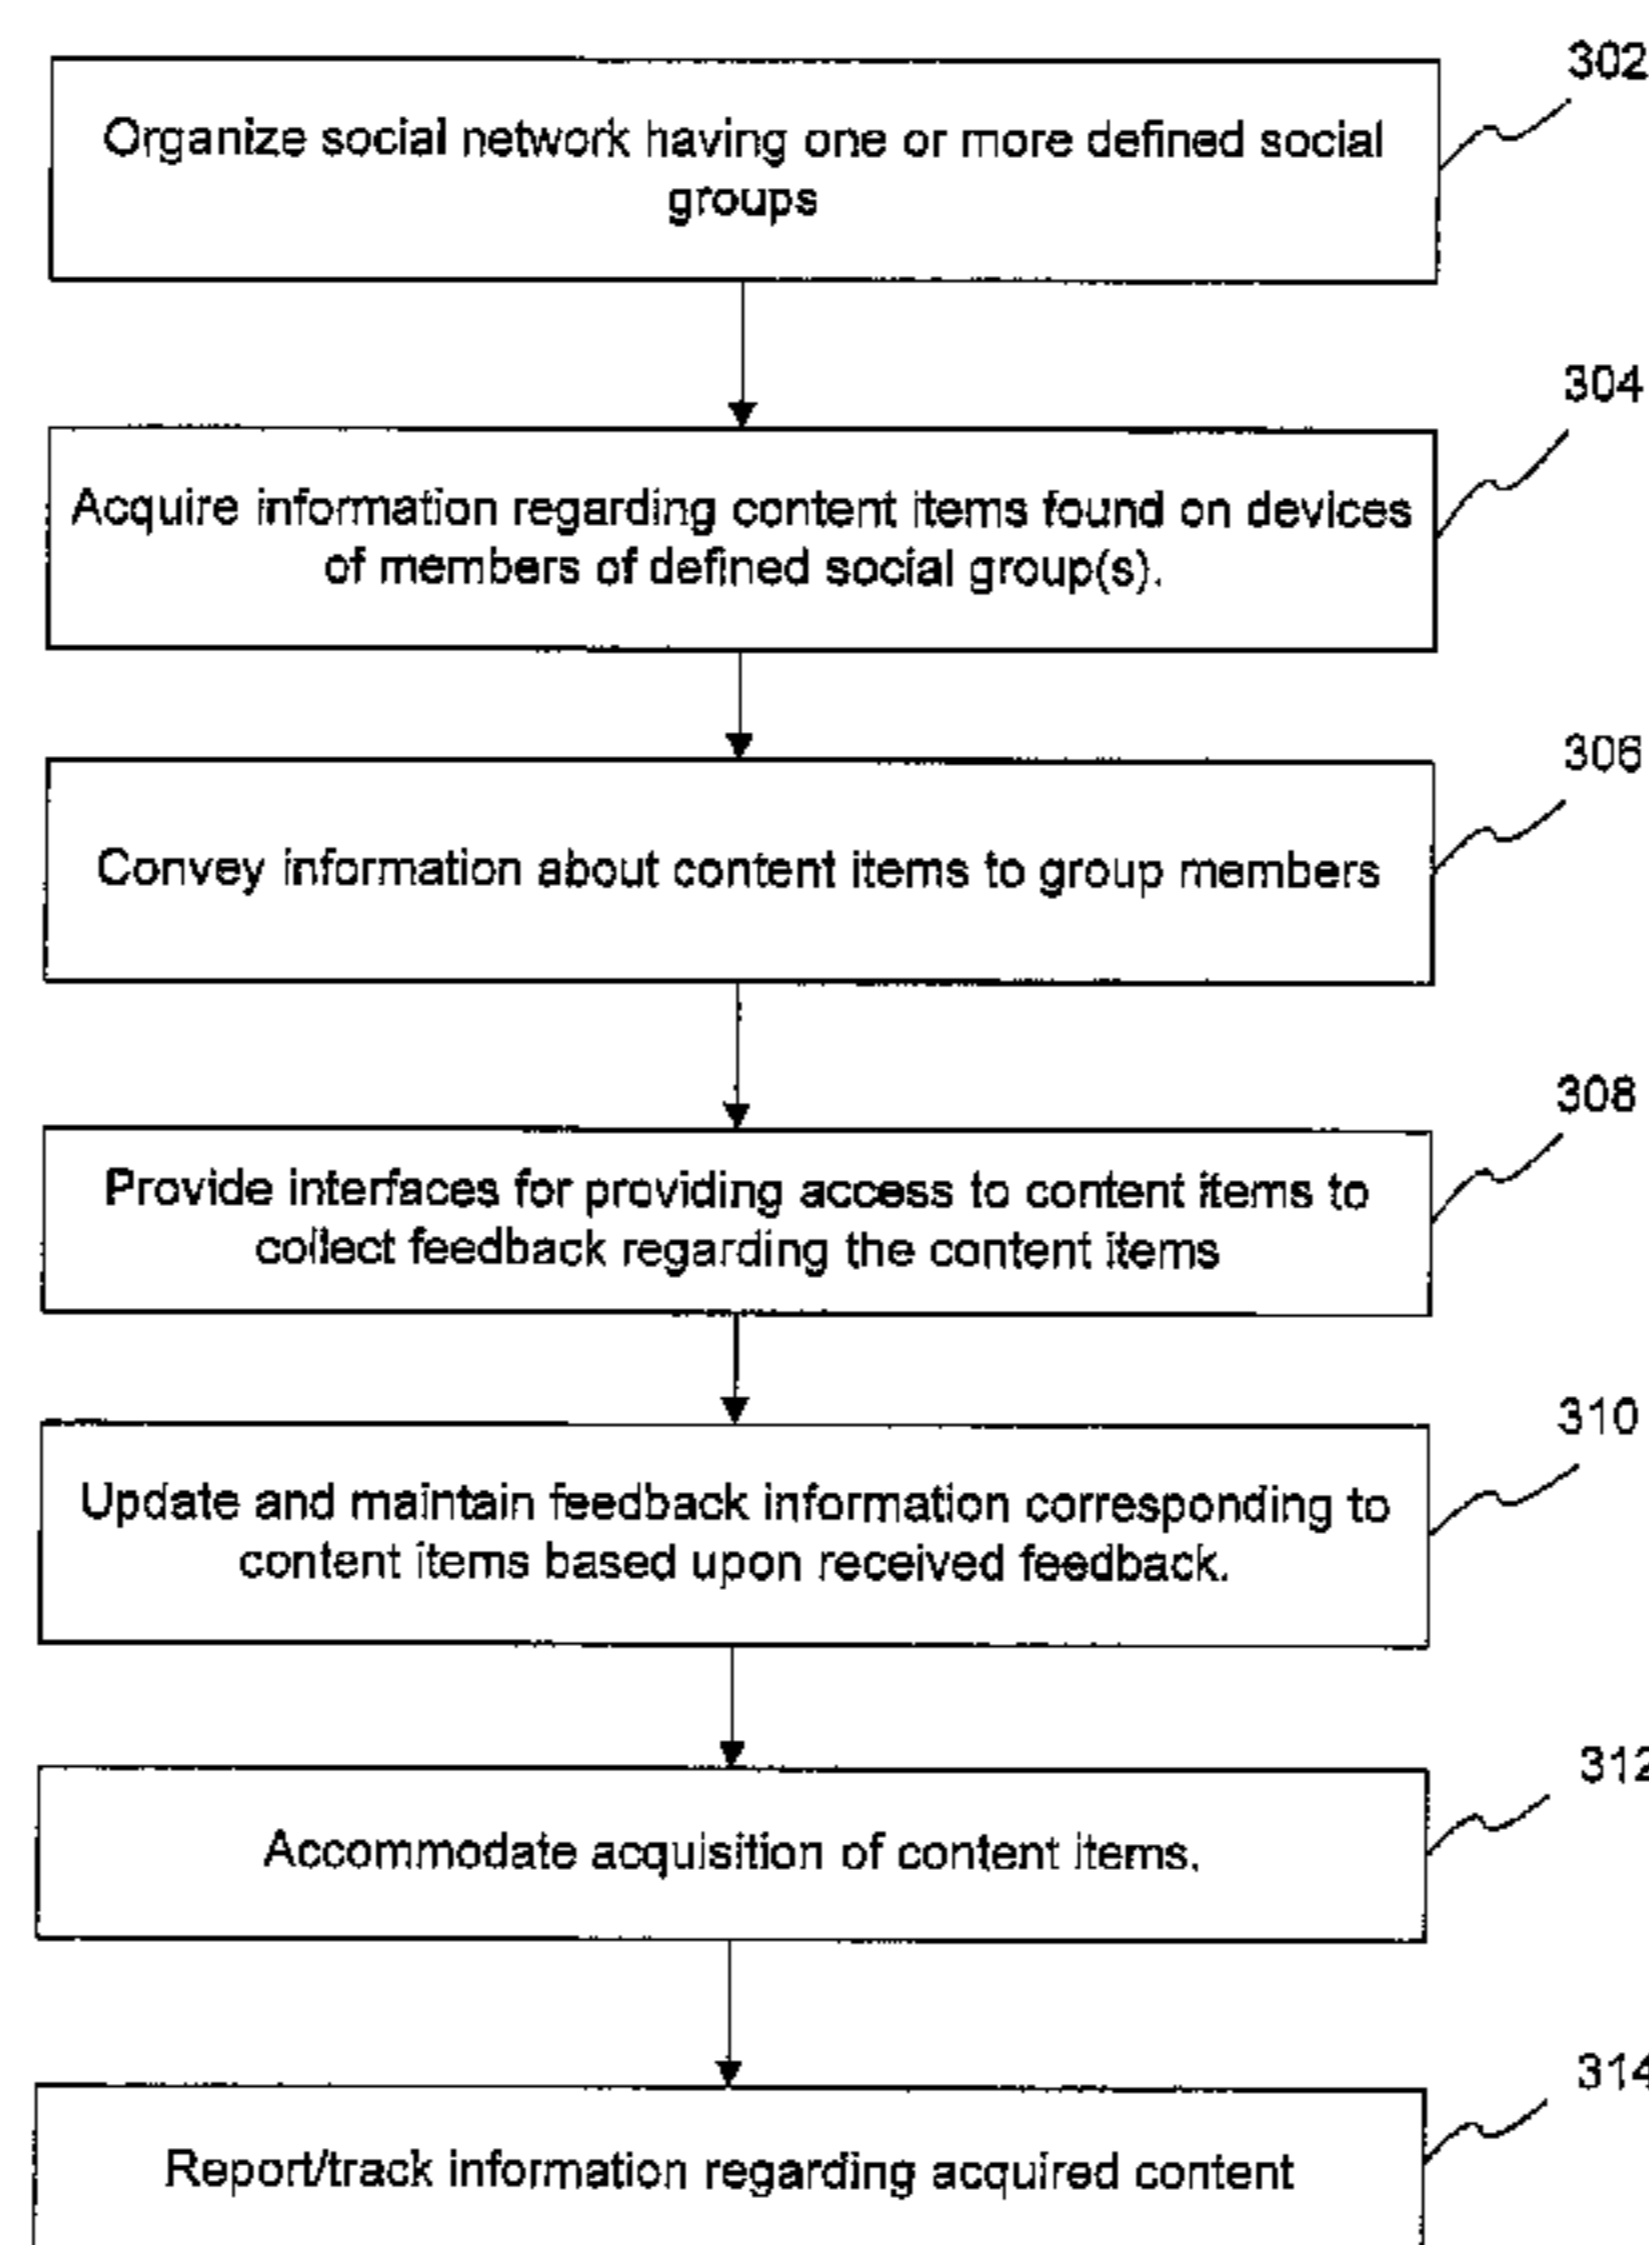 302
Organize social network having one or more defined social
groups
304
Acquire information regarding content items found on devices
of members of defined social group(s).
306
Convey information about content items to group members
308
Provide interfaces for providing access to content items to
collect feedback regarding the content items
310
Update and maintain feedback information corresponding to
content items based upon received feedback.
312
Accommodate acquisition of content items.
314
Report/track information regarding acquired content